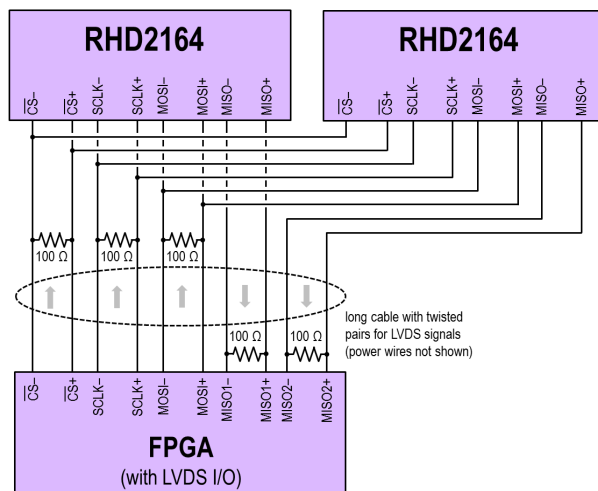 RHD2164
RHD2164
CS− CS+ SCLK− SCLK+ MOSI− MOSI+ MISO− MISO+
CS− CS+ SCLK− SCLK+ MOSI− MOSI+ MISO− MISO+
100 Ω 100 Ω 100 Ω
long cable with twisted
pairs for LVDS signals
(power wires not shown)
100 Ω 100 Ω
CS− CS+ SCLK− SCLK+ MOSI− MOSI+ MISO1− MISO1+ MISO2− MISO2+
FPGA
(with LVDS I/O)